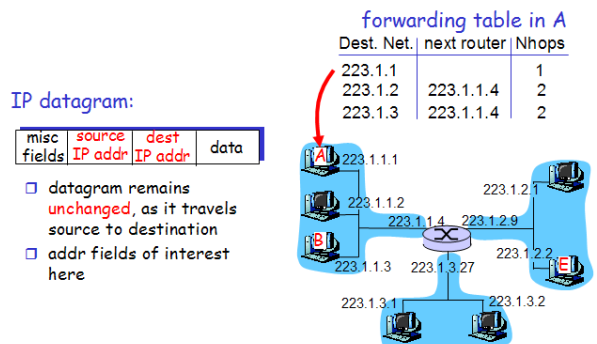 forwarding table in A
Dest. Net. next router Nhops
223.1.1 1
223.1.2 223.1.1.4 2
223.1.3 223.1.1.4 2
IP datagram:
misc fields
source IP addr
dest IP addr
data
datagram remains
unchanged, as it travels
source to destination
addr fields of interest
here
A
223.1.1.1
223.1.1.2
B
223.1.1.3
223.1.1.4
223.1.2.9
223.1.2.1
223.1.2.2
E
223.1.3.27
223.1.3.1
223.1.3.2